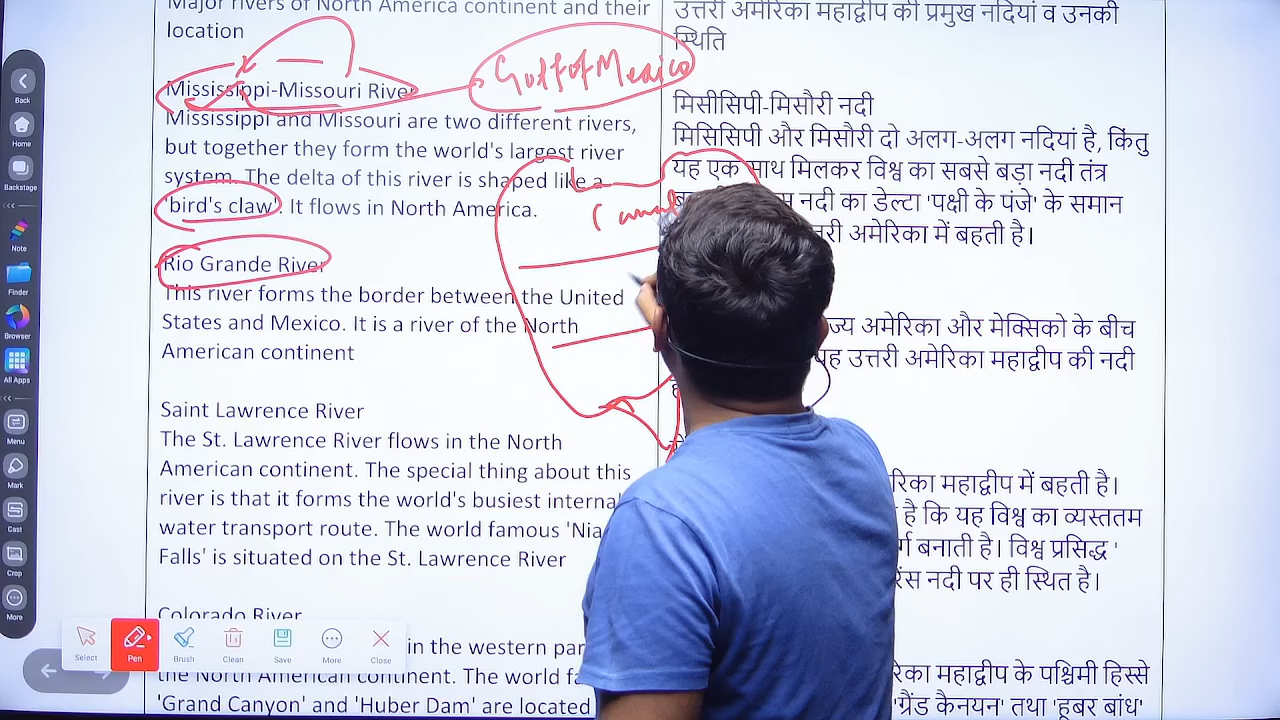 Major rivers of North America continent and their
location
Gulf of Mexico
Mississippi-Missouri River
Mississippi and Missouri are two different rivers,
but together they form the world's largest river
system. The delta of this river is shaped like a
'bird's claw'. It flows in North America.
Rio Grande River
This river forms the border between the United
States and Mexico. It is a river of the North
American continent
Saint Lawrence River
The St. Lawrence River flows in the North
American continent. The special thing about this
river is that it forms the world's busiest internal
water transport route. The world famous
Falls' is situated on the St. Lawrence River
Colorado River
in the western
the North American continent. The world
'Grand Canyon' and 'Huber Dam' are located
उत्तरी अमेरिका महाद्वीप की प्रमुख नदियां व उनकी
स्थिति
मिसीसिपी-मिसौरी नदी
मिसिसिपी और मिसौरी दो अलग-अलग नदियां है, किंतु
यह एक साथ मिलकर विश्व का सबसे बड़ा नदी तंत्र
नदी का डेल्टा 'पक्षी के पंजे' के समान
अमेरिका में बहती है।
अमेरिका और मेक्सिको के बीच
यह उत्तरी अमेरिका महाद्वीप की नदी
महाद्वीप में बहती है।
है कि यह विश्व का व्यस्ततम
बनाती है। विश्व प्रसिद्ध '
नदी पर ही स्थित है।
महाद्वीप के पश्चिमी हिस्से
'ग्रैंड कैनयन' तथा 'हूबर बांध'
Back
Home
Backstage
Note
Finder
Browser
All Apps
Menu
Mark
Cast
Crop
More
Select
Pen
Brush
Clean
Save
More
Close